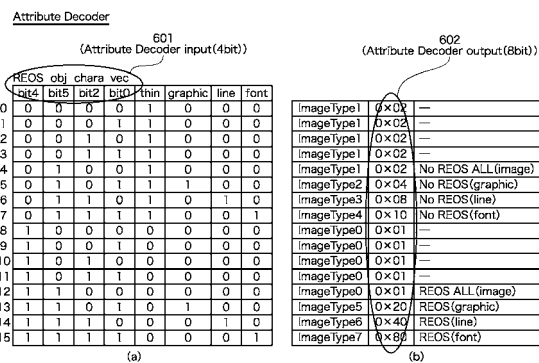 Attribute Decoder
601
(Attribute Decoder input(4bit))
602
(Attribute Decoder output(8bit))
REOS obj chara vec
bit4 bit5 bit2 bit0 thin graphic line font
0 0 0 0 0 1 0 0 0 ImageType1 0×02 —
1 0 0 0 1 1 0 0 0 ImageType1 0×02 —
2 0 0 1 0 1 0 0 0 ImageType1 0×02 —
3 0 0 1 1 1 0 0 0 ImageType1 0×02 —
4 0 1 0 0 1 0 0 0 ImageType1 0×02 No REOS ALL(image)
5 0 1 0 1 1 1 0 0 ImageType2 0×04 No REOS(graphic)
6 0 1 1 0 1 0 1 0 ImageType3 0×08 No REOS(line)
7 0 1 1 1 1 0 0 1 ImageType4 0×10 No REOS(font)
8 1 0 0 0 0 0 0 0 ImageType0 0×01 —
9 1 0 0 1 0 0 0 0 ImageType0 0×01 —
10 1 0 1 0 0 0 0 0 ImageType0 0×01 —
11 1 0 1 1 0 0 0 0 ImageType0 0×01 —
12 1 1 0 0 0 0 0 0 ImageType0 0×01 REOS ALL(image)
13 1 1 0 1 0 1 0 0 ImageType5 0×20 REOS(graphic)
14 1 1 1 0 0 0 1 0 ImageType6 0×40 REOS(line)
15 1 1 1 1 0 0 0 1 ImageType7 0×80 REOS(font)
(a) (b)